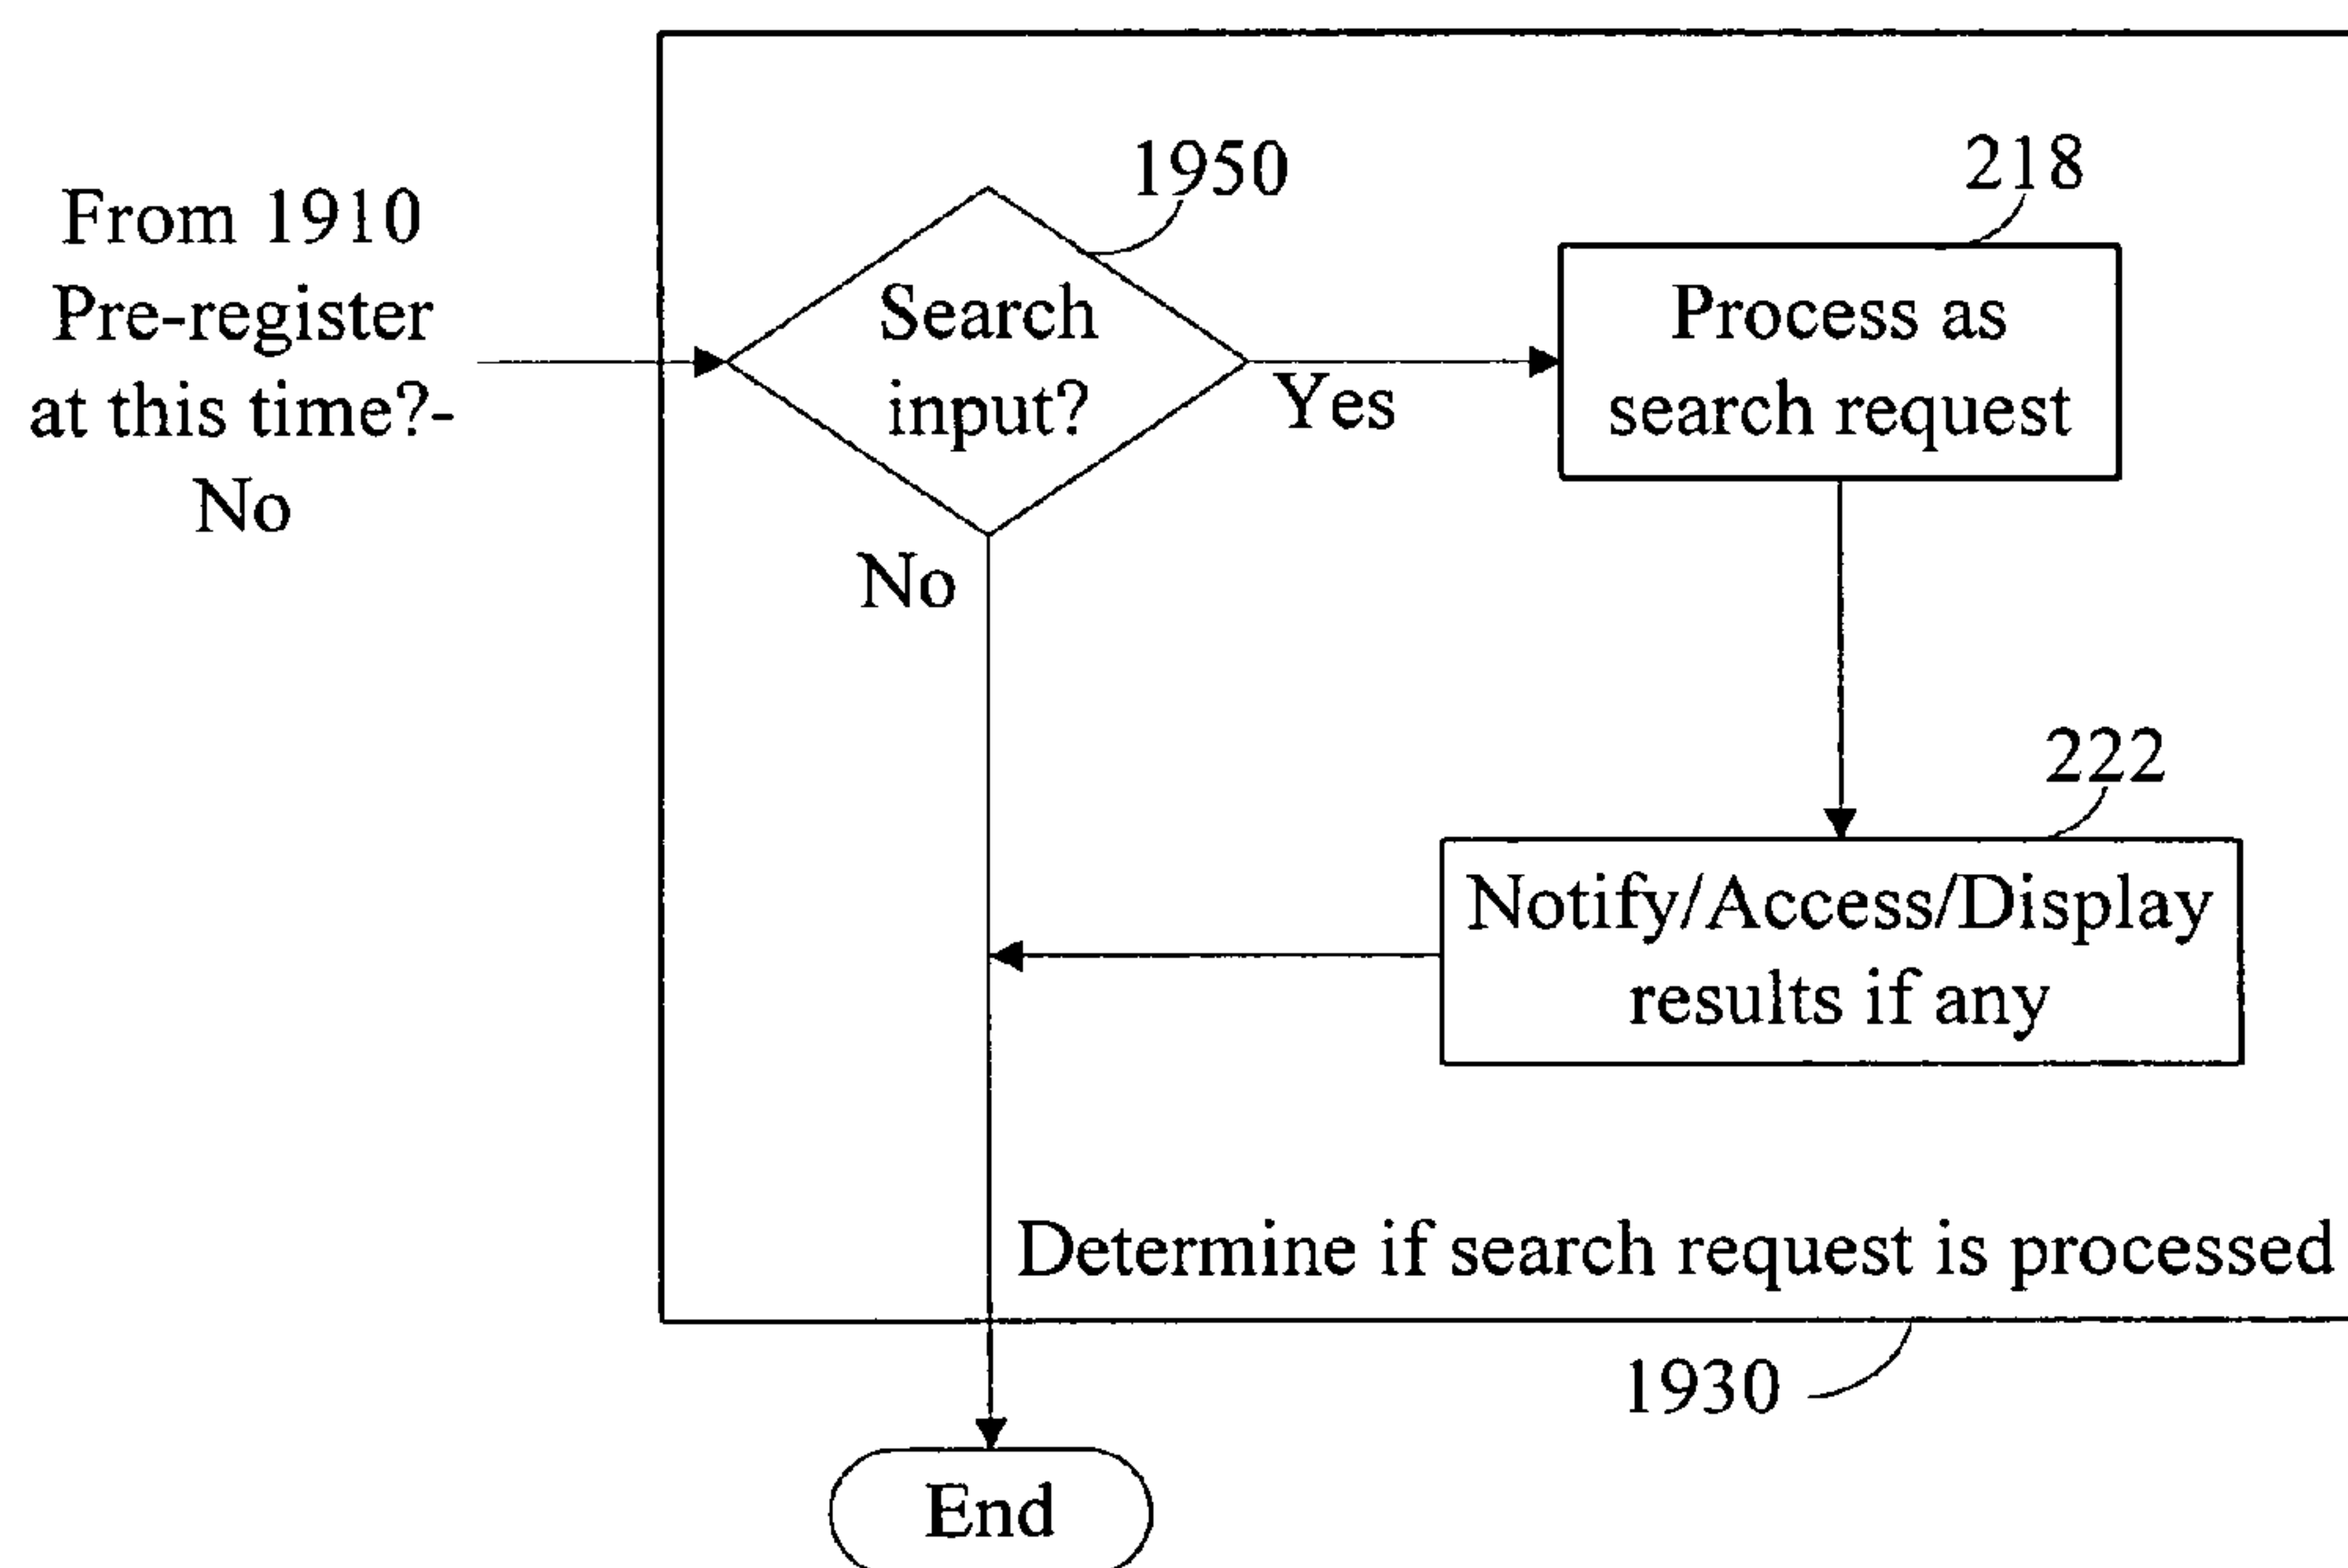 From 1910
Pre-register
at this time?-
No
1950
Search
input?
Yes
No
218
Process as
search request
222
Notify/Access/Display
results if any
Determine if search request is processed
1930
End